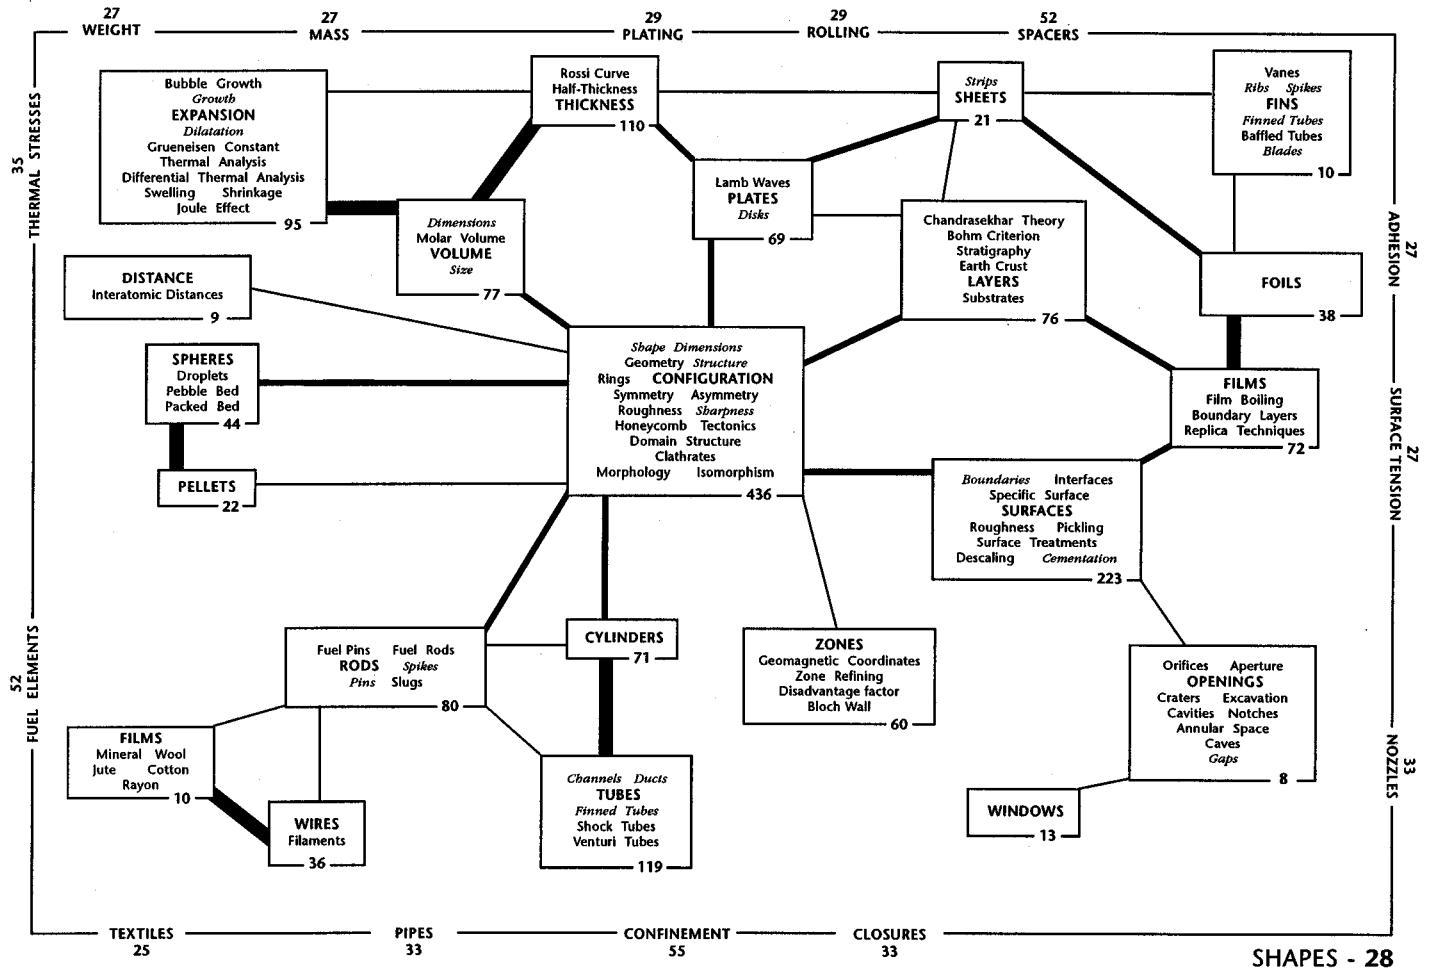 27
WEIGHT
27
MASS
29
PLATING
29
ROLLING
52
SPACERS
35
THERMAL STRESSES
52
FUEL ELEMENTS
Bubble Growth
Growth
EXPANSION
Dilatation
Grueneisen Constant
Thermal Analysis
Differential Thermal Analysis
Swelling Shrinkage
Joule Effect
95
Rossi Curve
Half-Thickness
THICKNESS
110
Strips
SHEETS
21
Vanes
Ribs Spikes
FINS
Finned Tubes
Baffled Tubes
Blades
10
Dimensions
Molar Volume
VOLUME
Size
77
Lamb Waves
PLATES
Disks
69
Chandrasekhar Theory
Bohm Criterion
Stratigraphy
Earth Crust
LAYERS
Substrates
76
FOILS
38
DISTANCE
Interatomic Distances
9
SPHERES
Droplets
Pebble Bed
Packed Bed
44
Shape Dimensions
Geometry Structure
Rings CONFIGURATION
Symmetry Asymmetry
Roughness Sharpness
Honeycomb Tectonics
Domain Structure
Clathrates
Morphology Isomorphism
436
FILMS
Film Boiling
Boundary Layers
Replica Techniques
72
PELLETS
22
Boundaries Interfaces
Specific Surface
SURFACES
Roughness Pickling
Surface Treatments
Descaling Cementation
223
Fuel Pins Fuel Rods
RODS Spikes
Pins Slugs
80
CYLINDERS
71
ZONES
Geomagnetic Coordinates
Zone Refining
Disadvantage factor
Bloch Wall
60
Orifices Aperture
OPENINGS
Craters Excavation
Cavities Notches
Annular Space
Caves
Gaps
8
FILMS
Mineral Wool
Jute Cotton
Rayon
10
WIRES
Filaments
36
Channels Ducts
TUBES
Finned Tubes
Shock Tubes
Venturi Tubes
119
WINDOWS
13
27
ADHESION
27
SURFACE TENSION
33
NOZZLES
TEXTILES
25
PIPES
33
CONFINEMENT
55
CLOSURES
33
SHAPES - 28